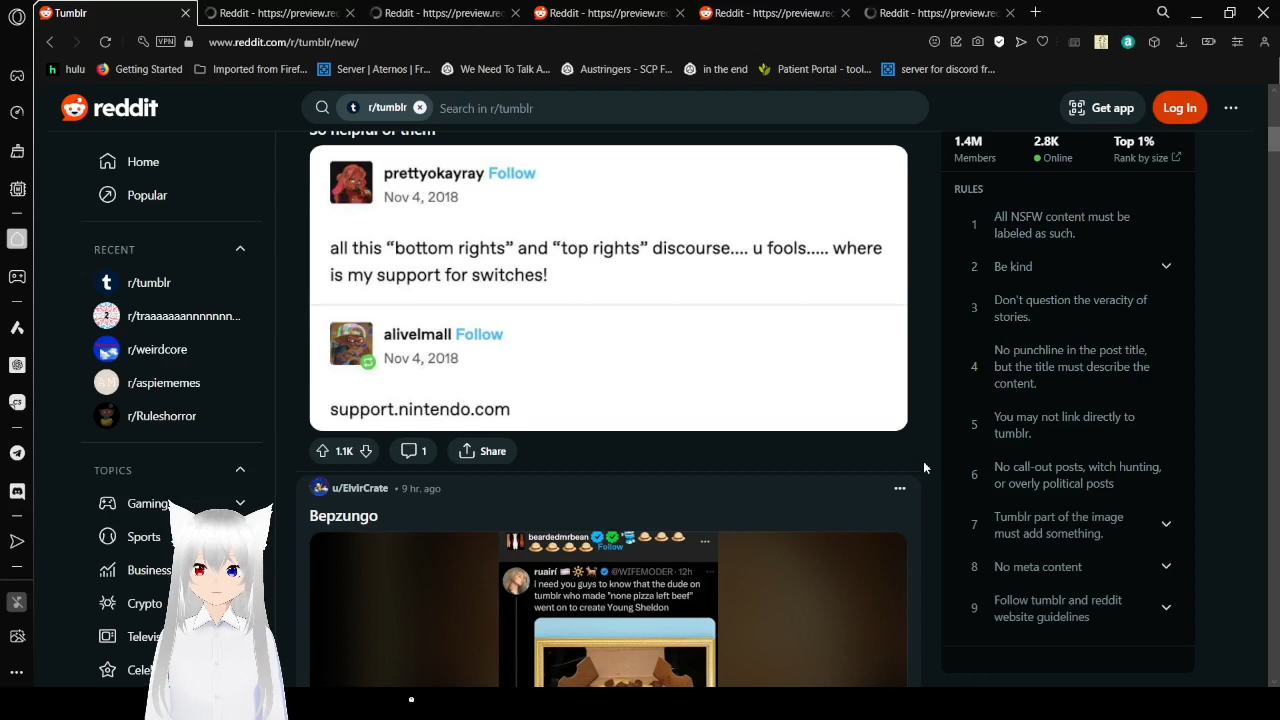 Tumblr
Reddit - https://preview.redd
Reddit - https://preview.redd
Reddit - https://preview.redd
Reddit - https://preview.redd
Reddit - https://preview.redd
VPN
www.reddit.com/r/tumblr/new/
hulu
Getting Started
Imported from Firef...
Server | Aternos | Fr...
We Need To Talk A...
Austringers - SCP F...
in the end
Patient Portal - tool...
server for discord fr...
reddit
r/tumblr
Search in r/tumblr
Get app
Log In
Home
Popular
RECENT
r/tumblr
r/traaaaaaannnnnnn...
r/weirdcore
r/aspiememes
r/Ruleshorror
TOPICS
Gaming
Sports
Business
Crypto
Televis
Cele
So helpful of them
prettyokayray Follow
Nov 4, 2018
all this “bottom rights” and “top rights” discourse.... u fools..... where
is my support for switches!
alivelmall Follow
Nov 4, 2018
support.nintendo.com
1.1K
1
Share
u/ElvirCrate • 9 hr. ago
Bepzungo
beardedmrbean
Follow
ruairí @WIFEMODER · 12h
i need you guys to know that the dude on
tumblr who made "none pizza left beef"
went on to create Young Sheldon
1.4M
Members
2.8K
Online
Top 1%
Rank by size
RULES
1
All NSFW content must be
labeled as such.
2
Be kind
3
Don't question the veracity of
stories.
4
No punchline in the post title,
but the title must describe the
content.
5
You may not link directly to
tumblr.
6
No call-out posts, witch hunting,
or overly political posts
7
Tumblr part of the image
must add something.
8
No meta content
9
Follow tumblr and reddit
website guidelines